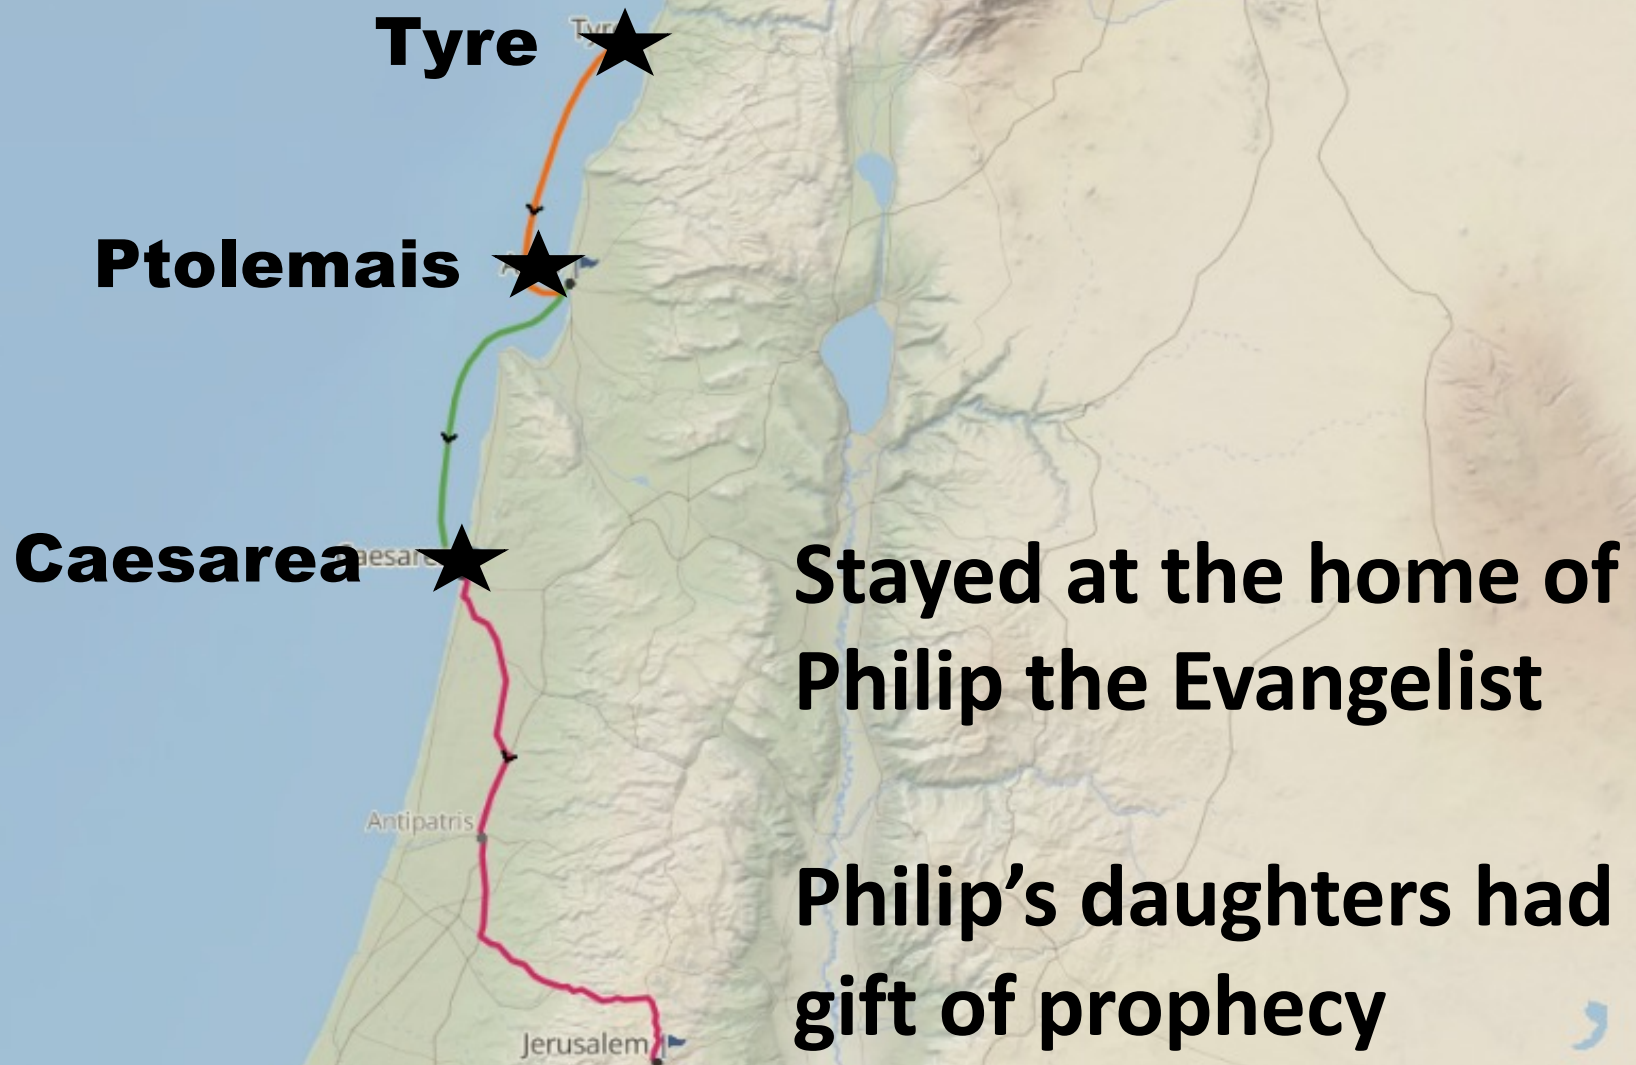 Tyre
Ptolemais
Caesarea
Stayed at the home of
Philip the Evangelist
Antipatris
Philip’s daughters had
gift of prophecy
Jerusalem